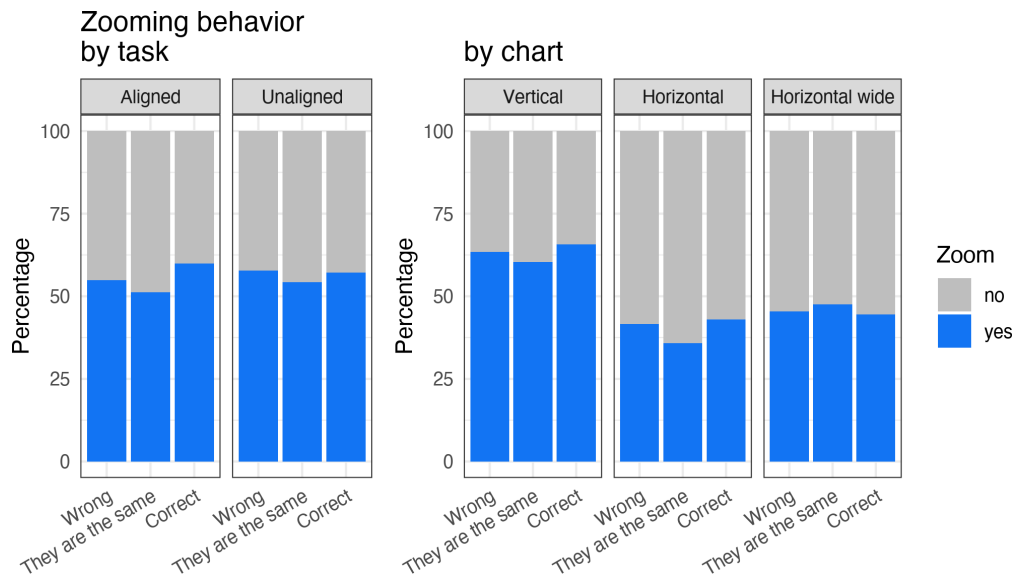 Zooming behavior
by task
by chart
Aligned
Unaligned
Vertical
Horizontal
Horizontal wide
Percentage
100
75
50
25
0
Percentage
100
75
50
25
0
Wrong
They are the same
Correct
Wrong
They are the same
Correct
Wrong
They are the same
Correct
Wrong
They are the same
Correct
Wrong
They are the same
Correct
Zoom
no
yes